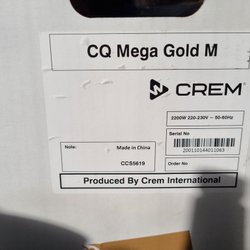 CQ Mega Gold M
CREM
2200W 220-230V ~ 50-60Hz
Serial No
200110144011063
Note:
Made in China
CCS5619
Order No
Produced By Crem International